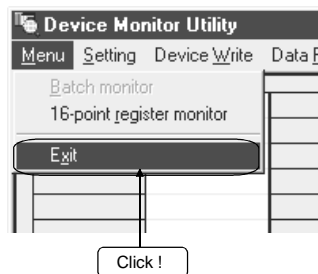 Device Monitor Utility
Menu Setting Device Write Data
Batch monitor
16-point register monitor
Exit
Click !